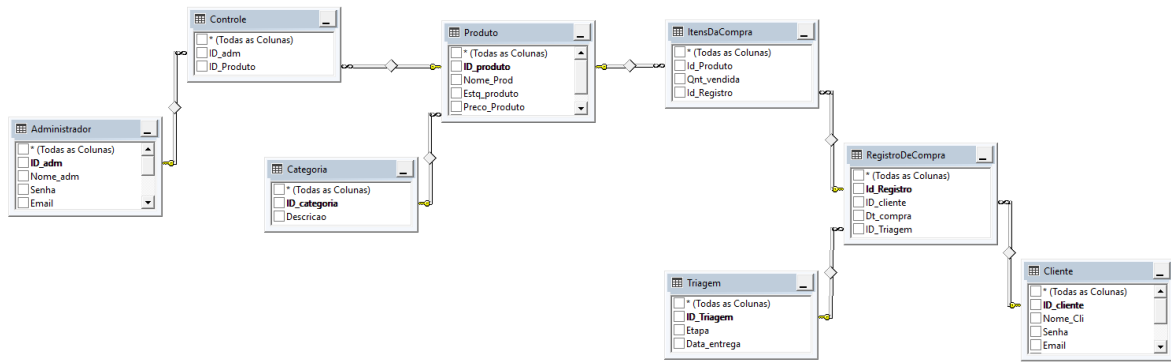 Controle
* (Todas as Colunas)
ID_adm
ID_Produto
Produto
* (Todas as Colunas)
ID_produto
Nome_Prod
Estq_produto
Preco_Produto
ItensDaCompra
* (Todas as Colunas)
Id_Produto
Qnt_vendida
Id_Registro
Administrador
* (Todas as Colunas)
ID_adm
Nome_adm
Senha
Email
Categoria
* (Todas as Colunas)
ID_categoria
Descricao
RegistroDeCompra
* (Todas as Colunas)
Id_Registro
ID_cliente
Dt_compra
ID_Triagem
Triagem
* (Todas as Colunas)
ID_Triagem
Etapa
Data_entrega
Cliente
* (Todas as Colunas)
ID_cliente
Nome_Cli
Senha
Email